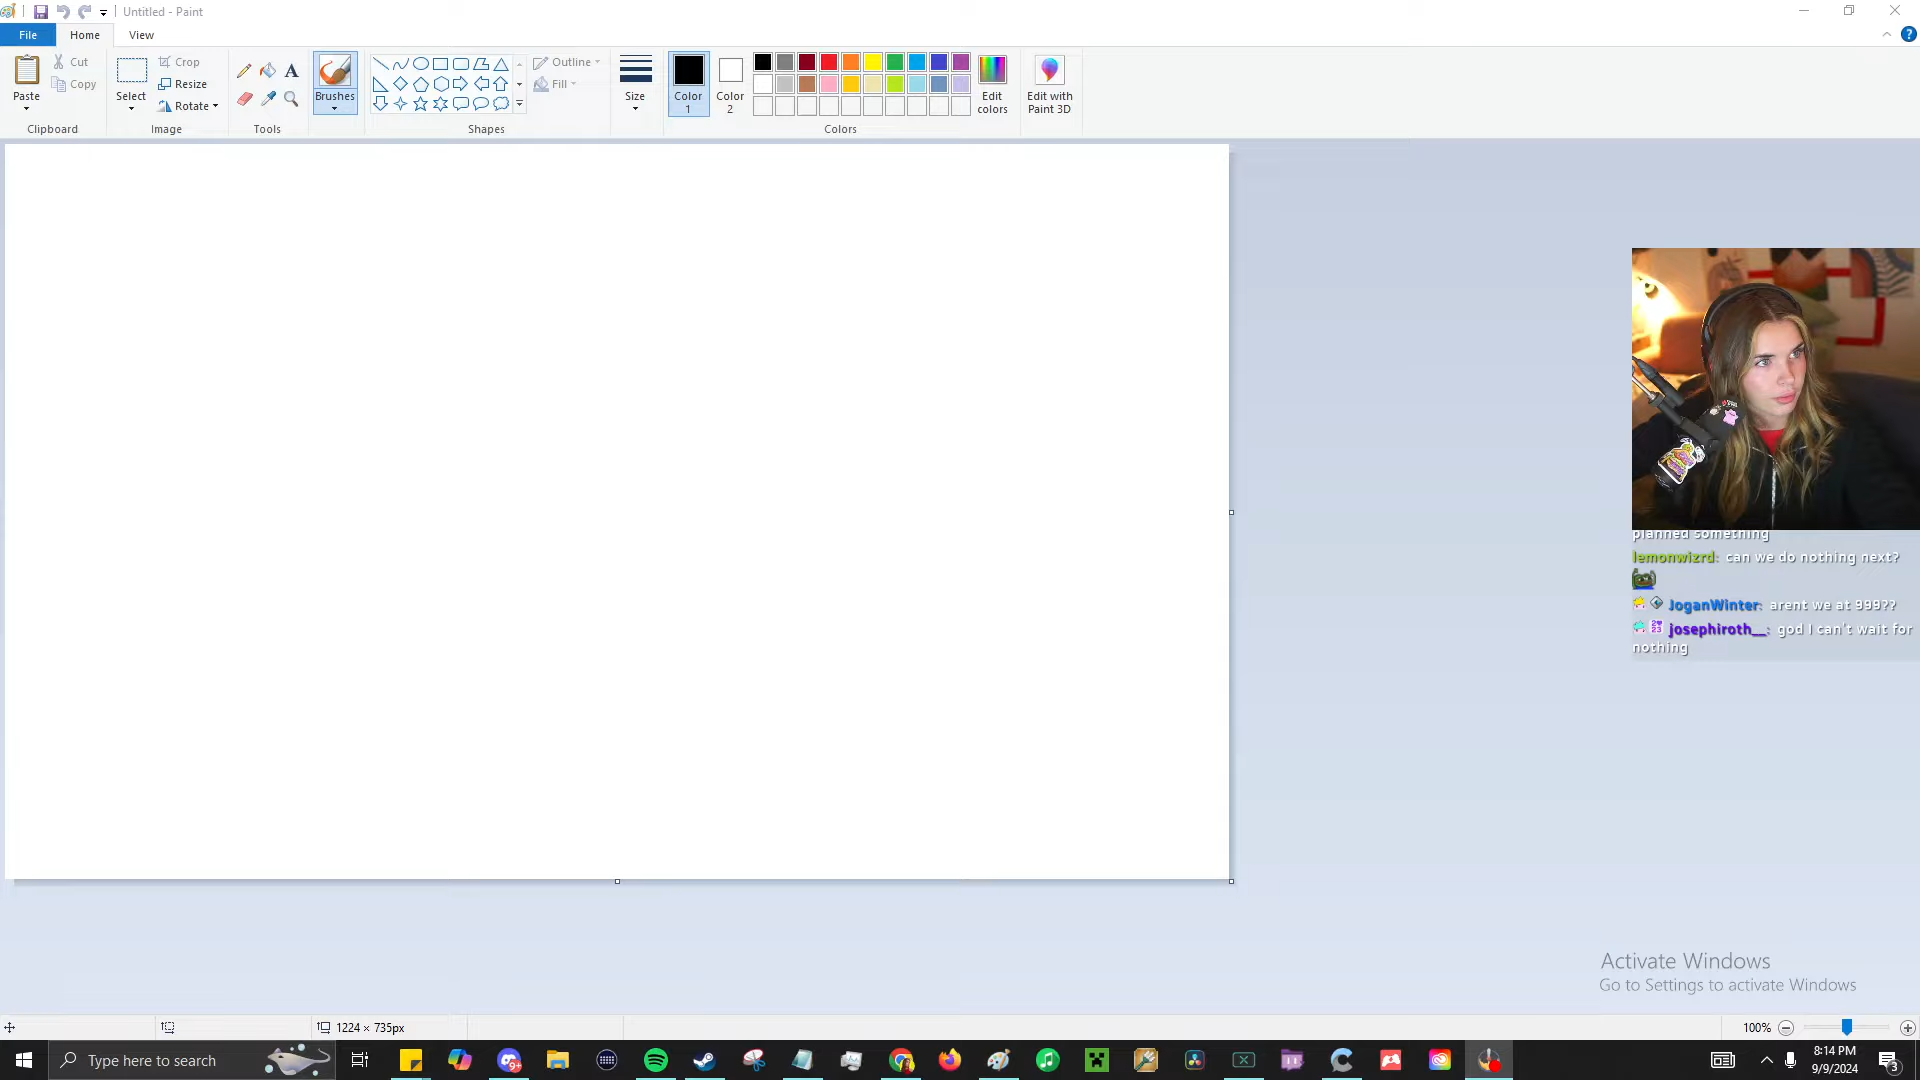 Untitled - Paint
File
Home
View
Paste
Cut
Copy
Clipboard
Select
Crop
Resize
Rotate
Image
A
Tools
Brushes
Outline
Fill
Shapes
Size
Color
1
Color
2
Colors
Edit
colors
Edit with
Paint 3D
planned something
lemonwizrd: can we do nothing next?
JoganWinter: arent we at 999??
josephiroth__: god I can't wait for
nothing
Activate Windows
Go to Settings to activate Windows
1224 × 735px
100%
Type here to search
9+
8:14 PM
9/9/2024
3